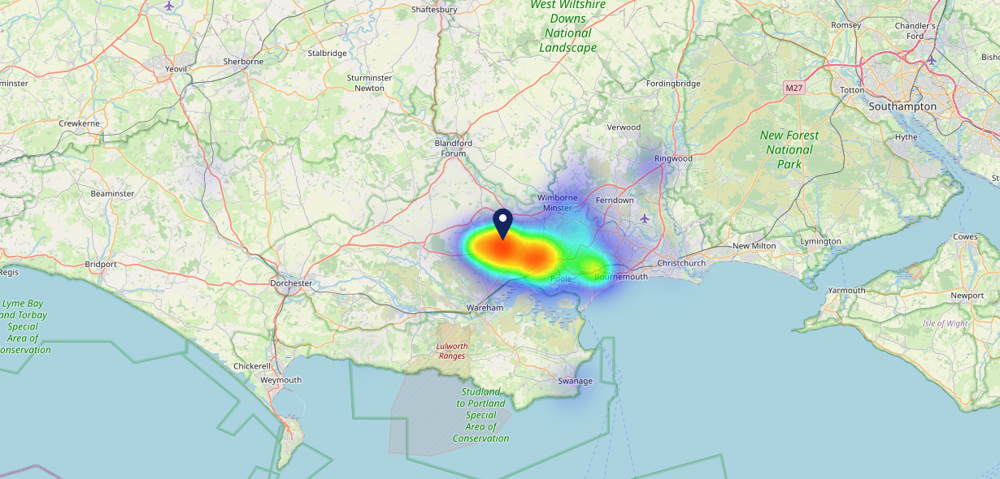 Shaftesbury
West Wiltshire
Downs
National
Landscape
Romsey
Chandler's
Ford
Stalbridge
Sherborne
Yeovil
Sturminster
Newton
Fordingbridge
M27
Totton
Southampton
Crewkerne
Verwood
New Forest
National
Park
Hythe
Blandford
Forum
Ringwood
Beaminster
Wimborne
Minster
Ferndown
Cowes
New Milton
Lymington
Bridport
Christchurch
Dorchester
Poole
Bournemouth
Yarmouth
Newport
Lyme Bay
and Torbay
Special
Area of
Wareham
Isle of Wight
Lulworth
Ranges
Chickerell
Weymouth
Swanage
Studland
to Portland
Special
Area of
Conservation